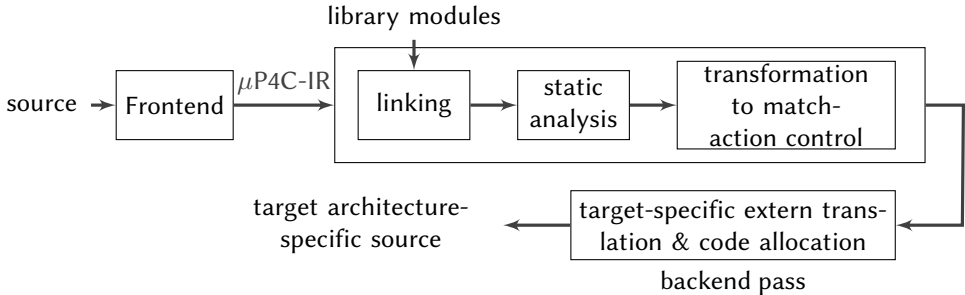 library modules
source
Frontend
μP4C-IR
linking
static
analysis
transformation
to match-
action control
target architecture-
specific source
target-specific extern trans-
lation & code allocation
backend pass